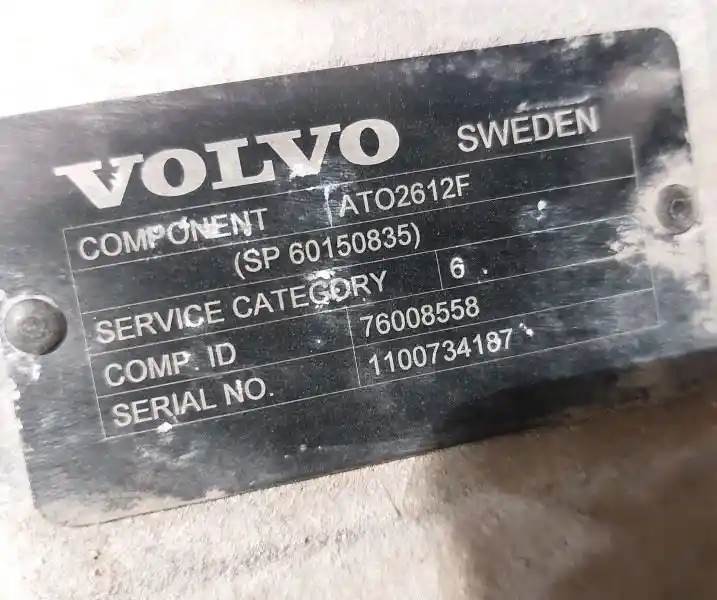 VOLVO SWEDEN
COMPONENT ATO2612F
(SP 60150835)
SERVICE CATEGORY 6
COMP. ID 76008558
SERIAL NO. 1100734187